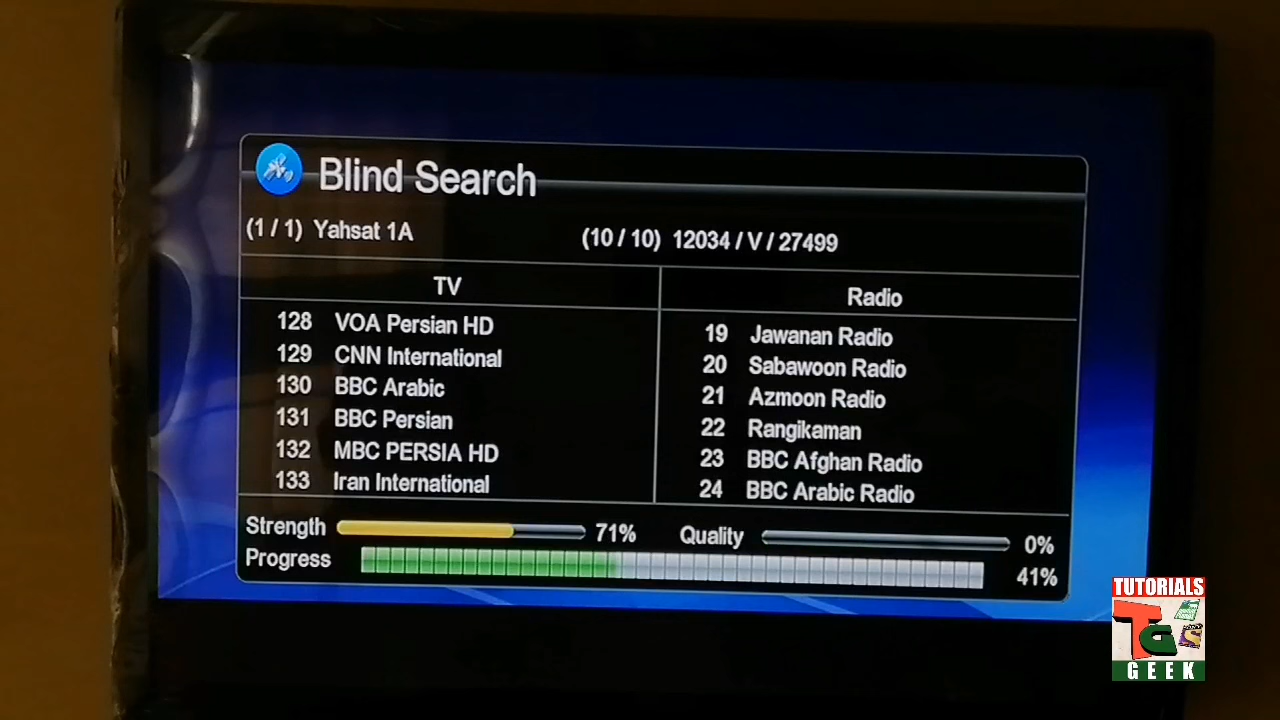 Blind Search
(1 / 1) Yahsat 1A
(10 / 10) 12034 / V / 27499
TV
Radio
128 VOA Persian HD
129 CNN International
130 BBC Arabic
131 BBC Persian
132 MBC PERSIA HD
133 Iran International
19 Jawanan Radio
20 Sabawoon Radio
21 Azmoon Radio
22 Rangikaman
23 BBC Afghan Radio
24 BBC Arabic Radio
Strength 71% Quality 0%
Progress 41%
TUTORIALS
TGS
GEEK